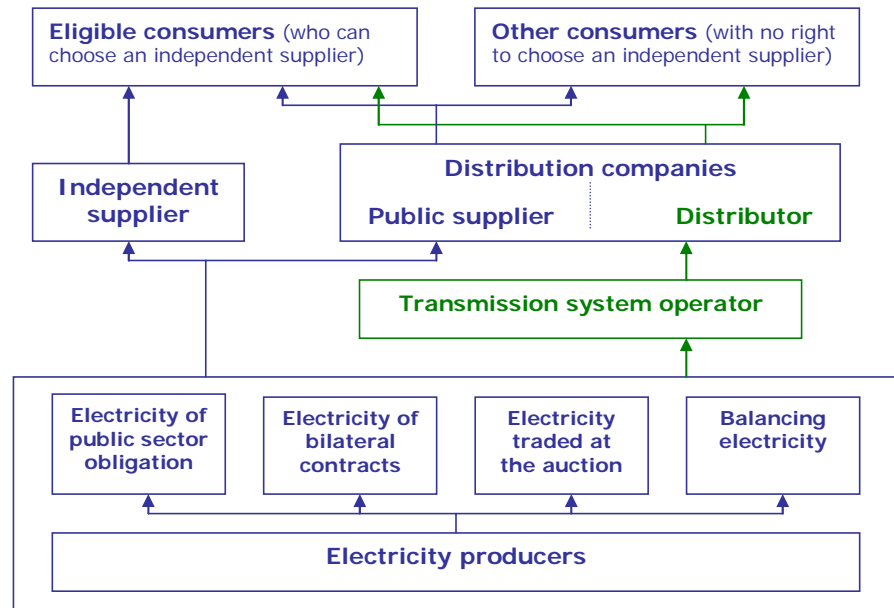 Eligible consumers (who can
choose an independent supplier)
Other consumers (with no right
to choose an independent supplier)
Independent
supplier
Distribution companies
Public supplier
Distributor
Transmission system operator
Electricity of
public sector
obligation
Electricity of
bilateral
contracts
Electricity
traded at
the auction
Balancing
electricity
Electricity producers